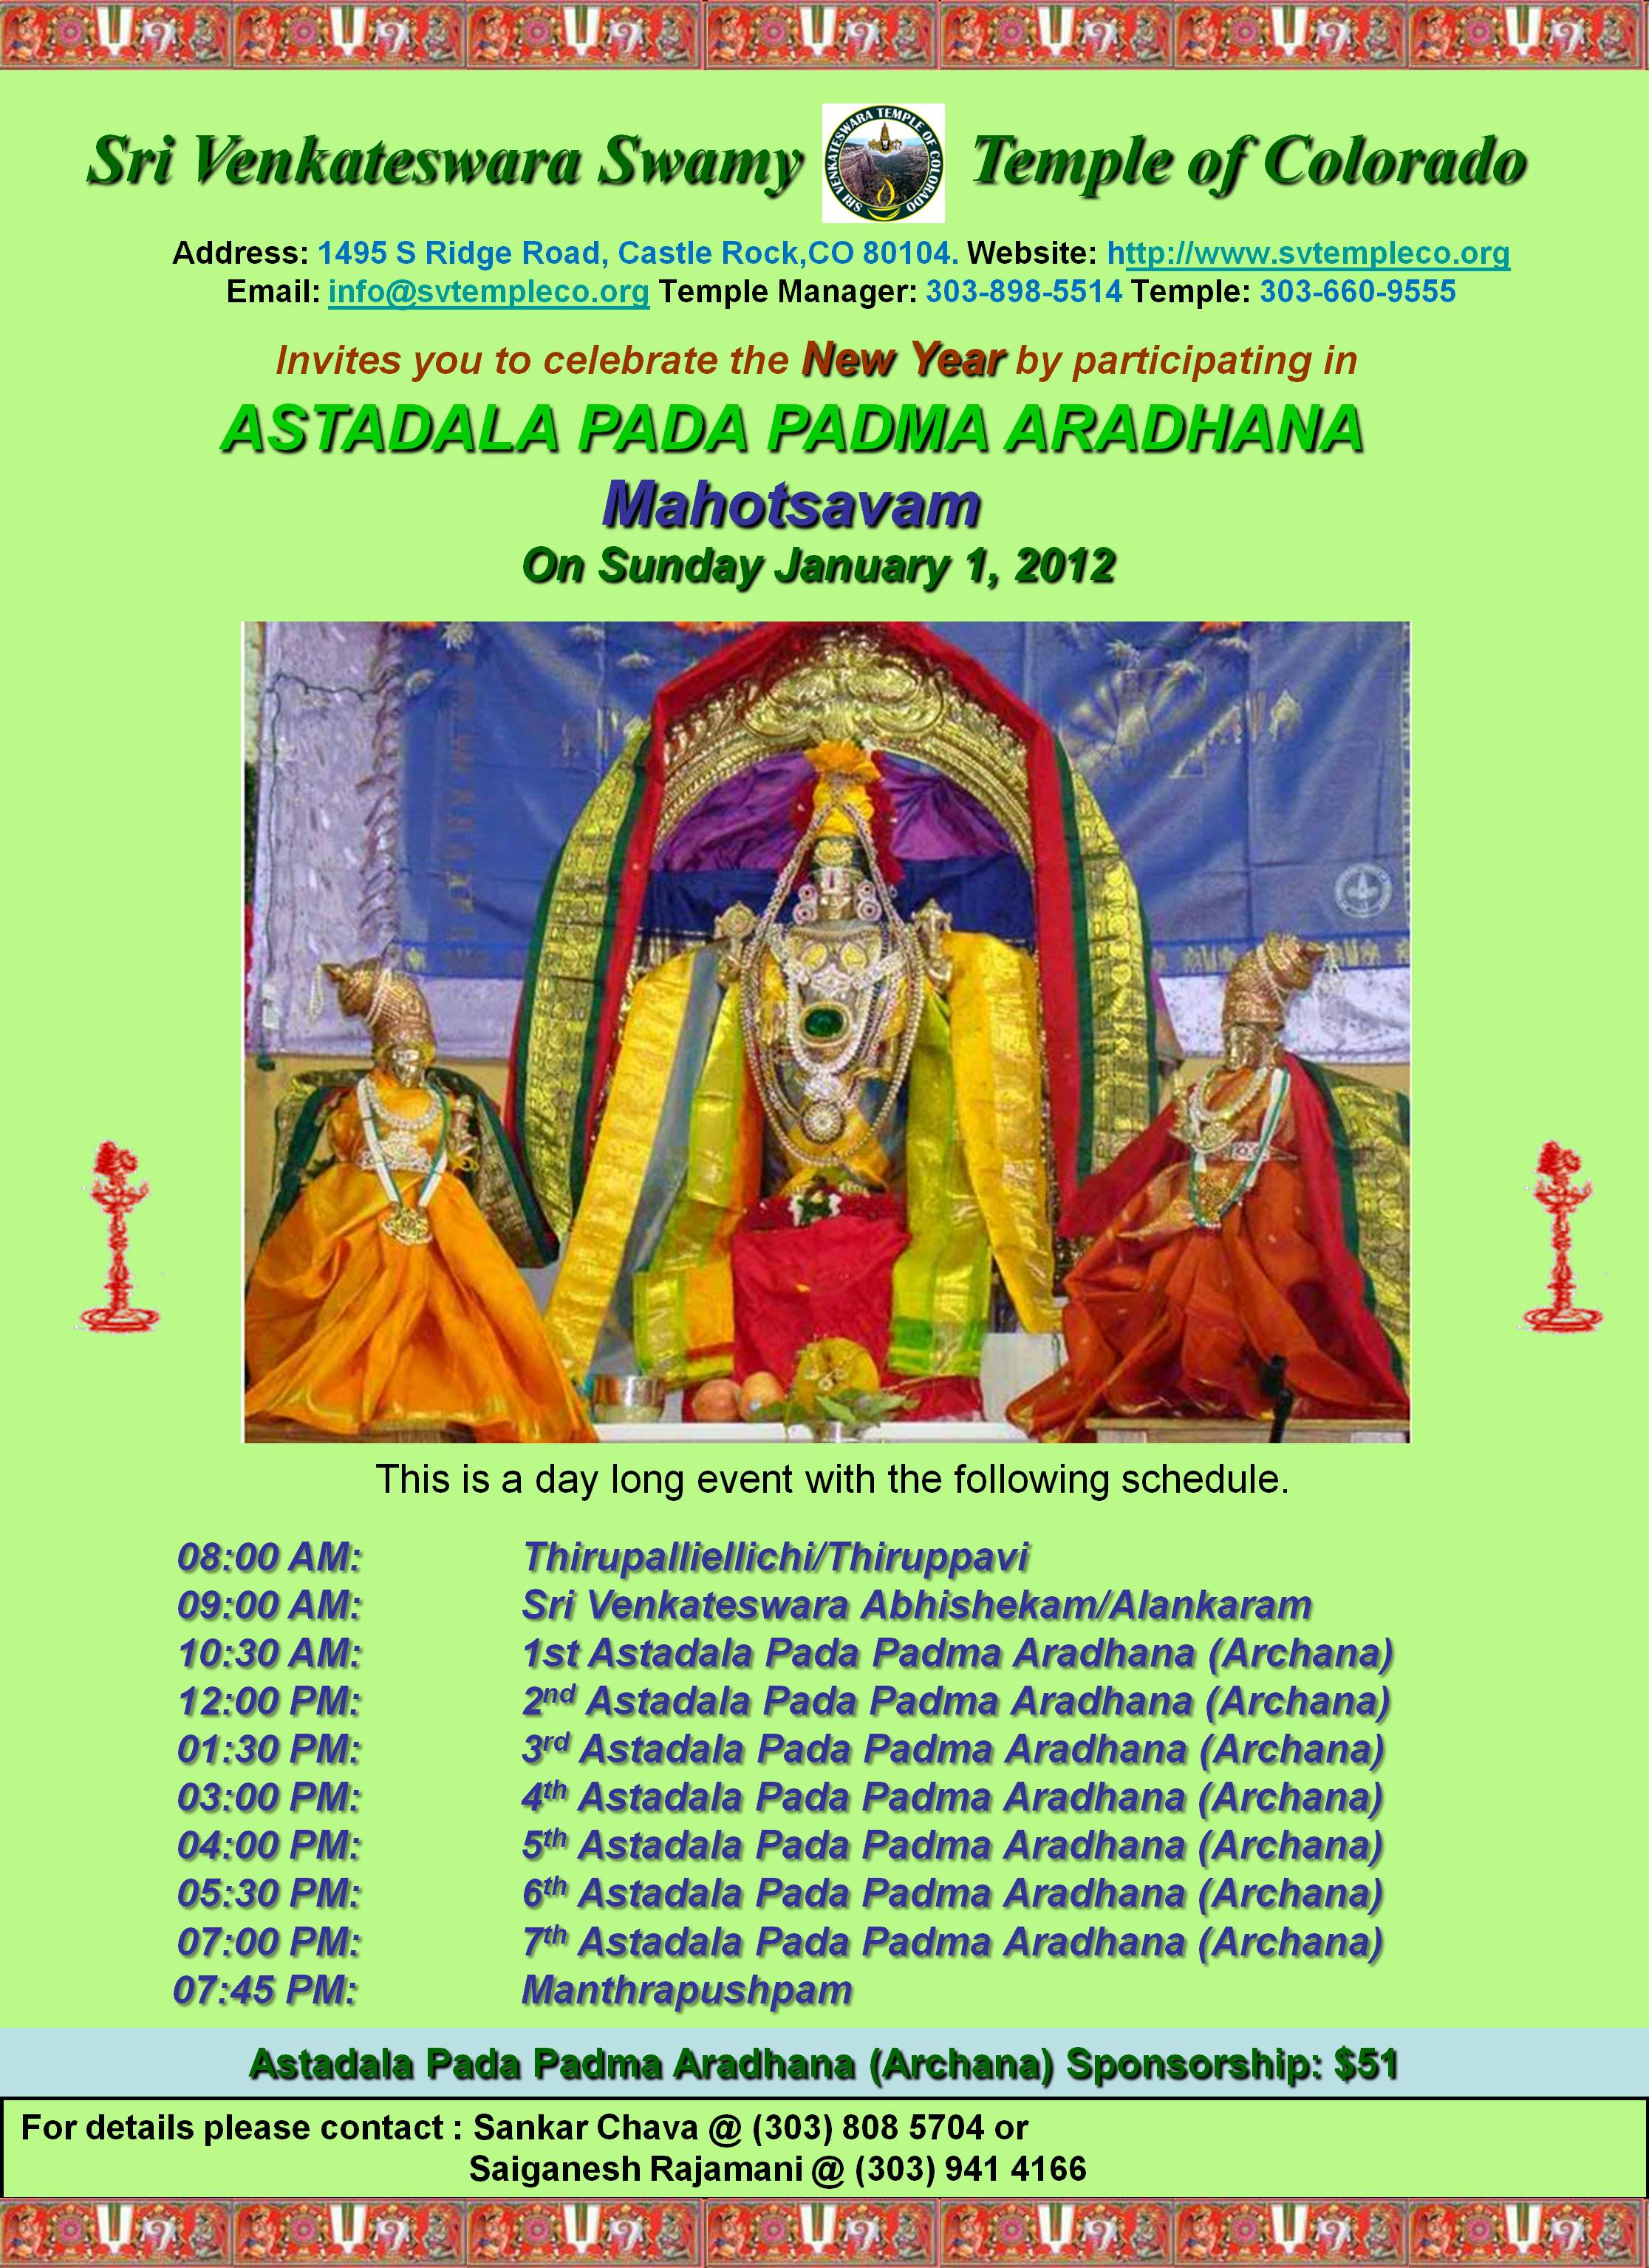 Sri Venkateswara Swamy Temple of Colorado
SRI VENKATESWARA TEMPLE OF COLORADO
Address: 1495 S Ridge Road, Castle Rock,CO 80104. Website: http://www.svtempleco.org
Email: info@svtempleco.org Temple Manager: 303-898-5514 Temple: 303-660-9555
Invites you to celebrate the New Year by participating in
ASTADALA PADA PADMA ARADHANA
Mahotsavam
On Sunday January 1, 2012
This is a day long event with the following schedule.
08:00 AM: Thirupalliellichi/Thiruppavi
09:00 AM: Sri Venkateswara Abhishekam/Alankaram
10:30 AM: 1st Astadala Pada Padma Aradhana (Archana)
12:00 PM: 2nd Astadala Pada Padma Aradhana (Archana)
01:30 PM: 3rd Astadala Pada Padma Aradhana (Archana)
03:00 PM: 4th Astadala Pada Padma Aradhana (Archana)
04:00 PM: 5th Astadala Pada Padma Aradhana (Archana)
05:30 PM: 6th Astadala Pada Padma Aradhana (Archana)
07:00 PM: 7th Astadala Pada Padma Aradhana (Archana)
07:45 PM: Manthrapushpam
Astadala Pada Padma Aradhana (Archana) Sponsorship: $51
For details please contact : Sankar Chava @ (303) 808 5704 or
Saiganesh Rajamani @ (303) 941 4166